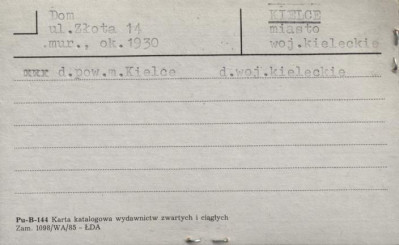 Dom
ul.Złota 14
mur., ok.1930
KIELCE
miasto
woj.kieleckie
xxx d.pow.m.Kielce d.woj.kieleckie
Pu-B-144 Karta katalogowa wydawnictw zwartych i ciągłych
Zam. 1098/WA/85 - ŁDA